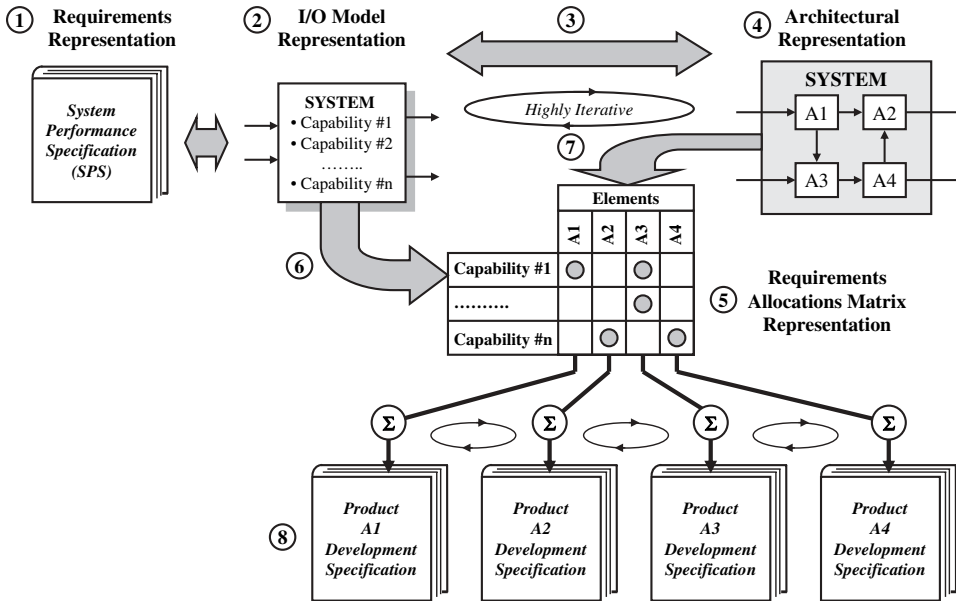 1
Requirements
Representation
2
I/O Model
Representation
3
4
Architectural
Representation
System
Performance
Specification
(SPS)
SYSTEM
• Capability #1
• Capability #2
……..
• Capability #n
Highly Iterative
SYSTEM
A1
A2
A3
A4
7
6
Elements
A1
A2
A3
A4
Capability #1
……….
Capability #n
5
Requirements
Allocations Matrix
Representation
Σ
Σ
Σ
Σ
8
Product
A1
Development
Specification
Product
A2
Development
Specification
Product
A3
Development
Specification
Product
A4
Development
Specification